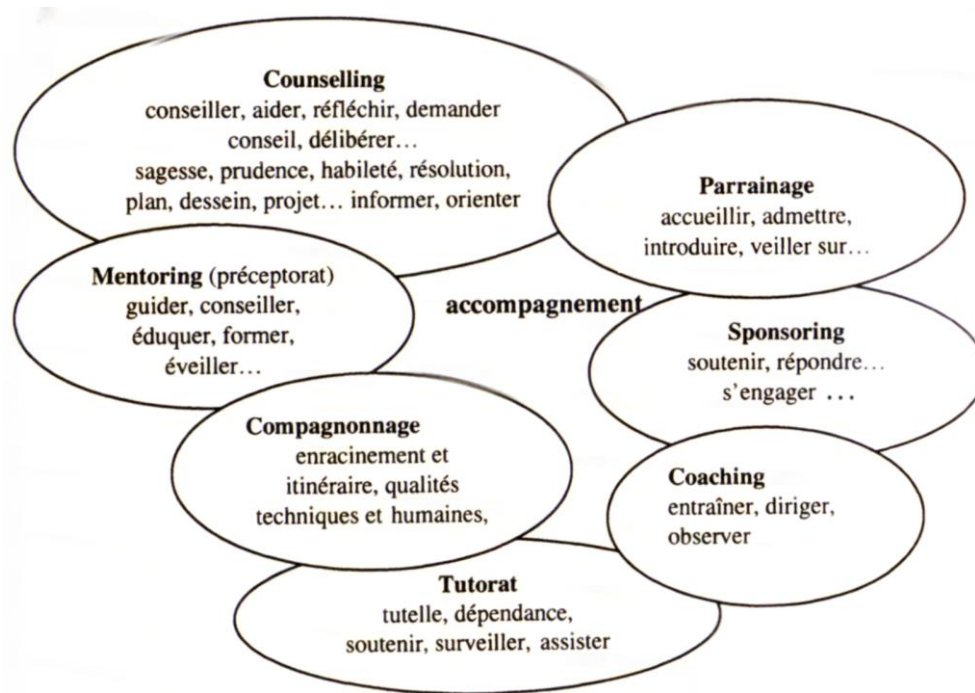 Counselling
conseiller, aider, réfléchir, demander
conseil, délibérer…
sagesse, prudence, habileté, résolution,
plan, dessein, projet… informer, orienter
Parrainage
accueillir, admettre,
introduire, veiller sur…
Mentoring (préceptorat)
guider, conseiller,
éduquer, former,
éveiller…
accompagnement
Sponsoring
soutenir, répondre…
s'engager …
Compagnonnage
enracinement et
itinéraire, qualités
techniques et humaines,
Coaching
entraîner, diriger,
observer
Tutorat
tutelle, dépendance,
soutenir, surveiller, assister